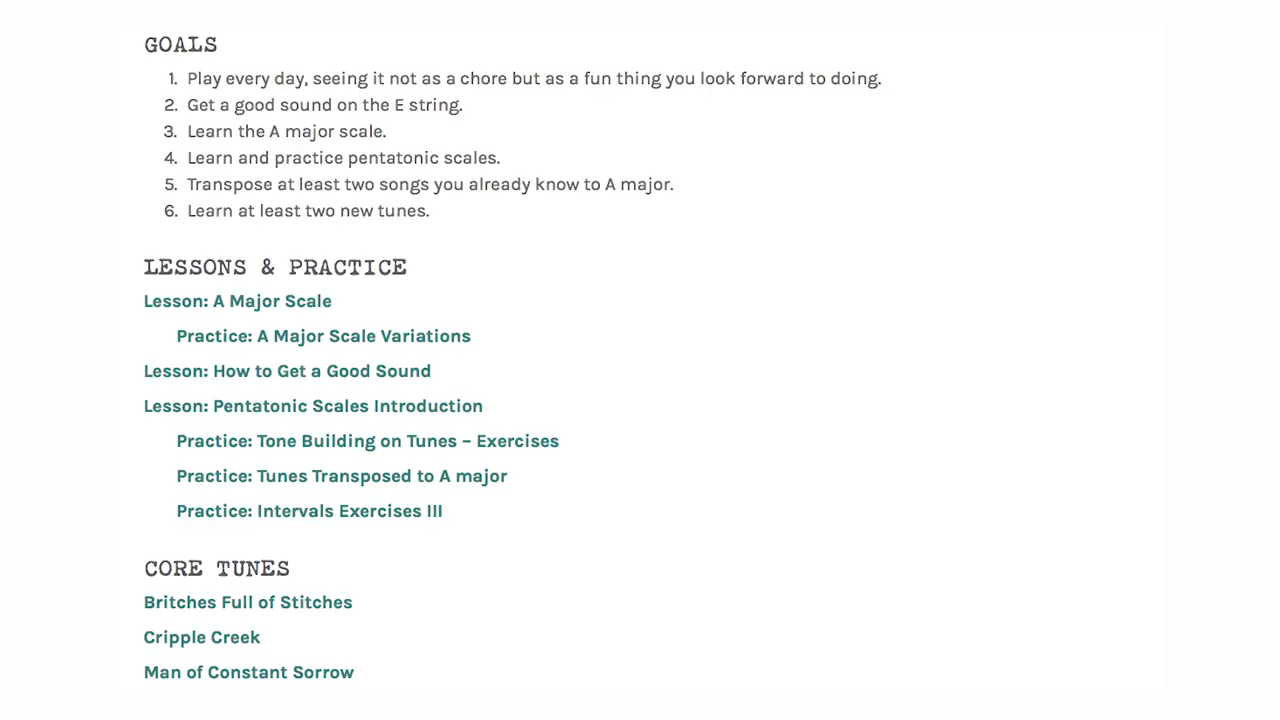 GOALS
1. Play every day, seeing it not as a chore but as a fun thing you look forward to doing.
2. Get a good sound on the E string.
3. Learn the A major scale.
4. Learn and practice pentatonic scales.
5. Transpose at least two songs you already know to A major.
6. Learn at least two new tunes.
LESSONS & PRACTICE
Lesson: A Major Scale
Practice: A Major Scale Variations
Lesson: How to Get a Good Sound
Lesson: Pentatonic Scales Introduction
Practice: Tone Building on Tunes – Exercises
Practice: Tunes Transposed to A major
Practice: Intervals Exercises III
CORE TUNES
Britches Full of Stitches
Cripple Creek
Man of Constant Sorrow